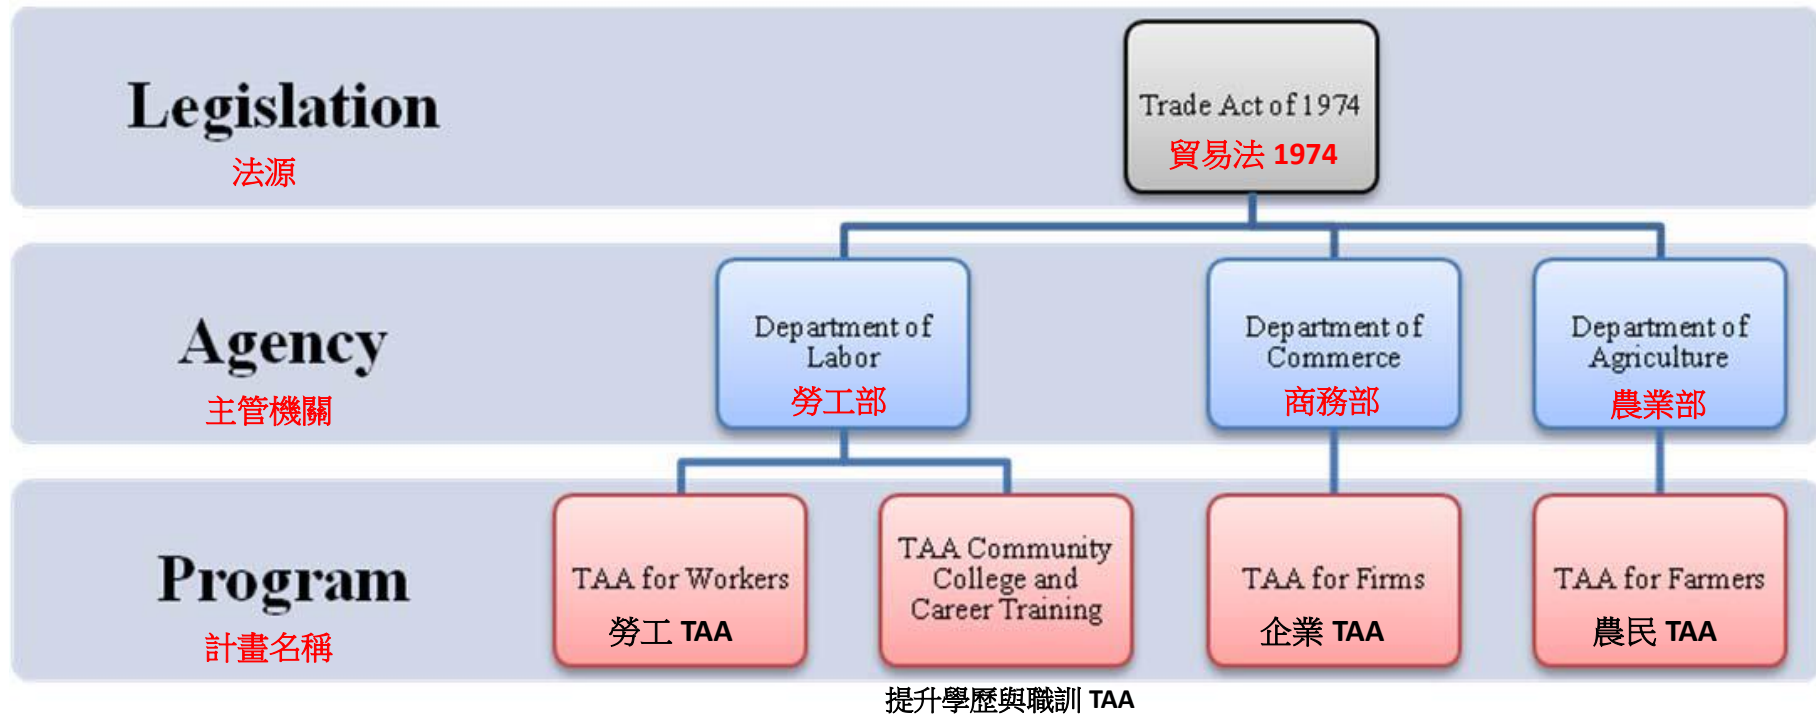 Legislation
法源
Trade Act of 1974
貿易法 1974
Agency
主管機關
Department of
Labor
勞工部
Department of
Commerce
商務部
Department of
Agriculture
農業部
Program
計畫名稱
TAA for Workers
勞工 TAA
TAA Community
College and
Career Training
TAA for Firms
企業 TAA
TAA for Farmers
農民 TAA
提升學歷與職訓 TAA